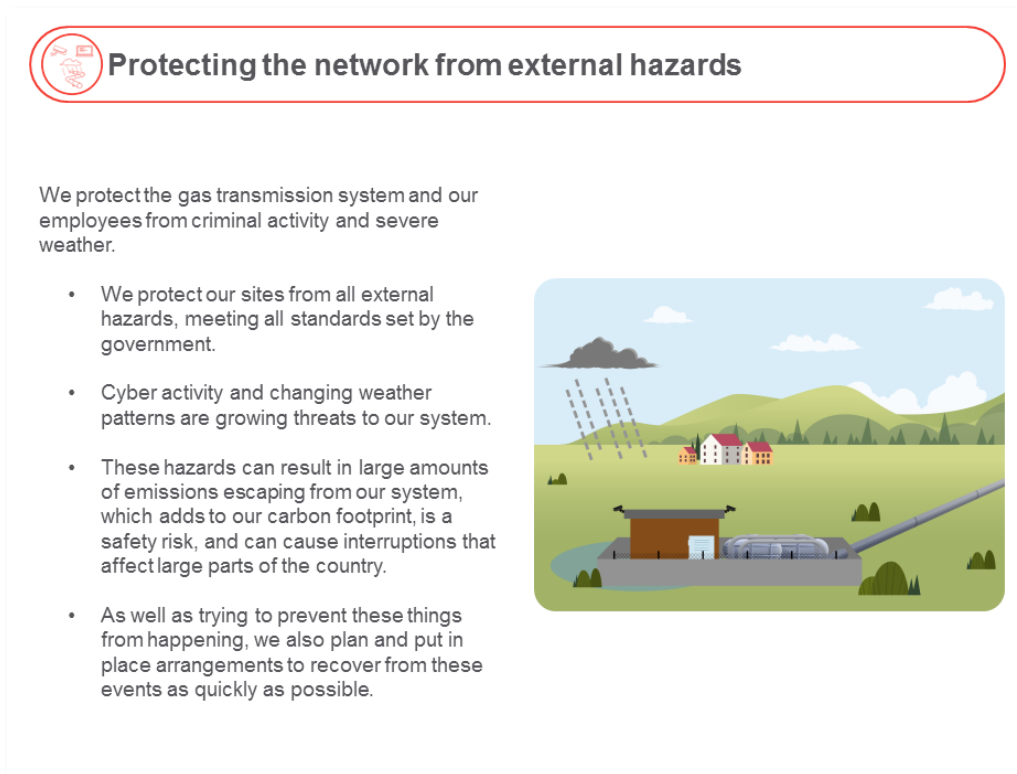 Protecting the network from external hazards
We protect the gas transmission system and our
employees from criminal activity and severe
weather.
• We protect our sites from all external
hazards, meeting all standards set by the
government.
• Cyber activity and changing weather
patterns are growing threats to our system.
• These hazards can result in large amounts
of emissions escaping from our system,
which adds to our carbon footprint, is a
safety risk, and can cause interruptions that
affect large parts of the country.
• As well as trying to prevent these things
from happening, we also plan and put in
place arrangements to recover from these
events as quickly as possible.